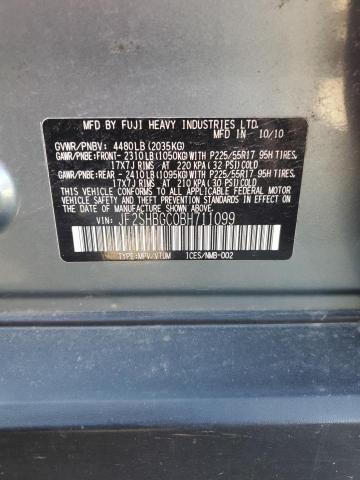 MFD BY FUJI HEAVY INDUSTRIES LTD.
MFD IN 10/10
GVWR/PNBV: 4480LB (2035KG)
GAWR/PNBE:FRONT- 2310LB(1050KG)WITH P225/55R17 95H TIRES,
17X7J RIMS AT 220 KPA( 32 PSI)COLD
GAWR/PNBE:REAR - 2410LB(1095KG)WITH P225/55R17 95H TIRES,
17X7J RIMS AT 210 KPA( 30 PSI)COLD
THIS VEHICLE CONFORMS TO ALL APPLICABLE FEDERAL MOTOR
VEHICLE SAFETY STANDARDS IN EFFECT ON THE DATE OF
MANUFACTURE SHOWN ABOVE.
VIN: JF2SHBGC0BH711099
TYPE:MPV/VTUM ICES/NMB-002